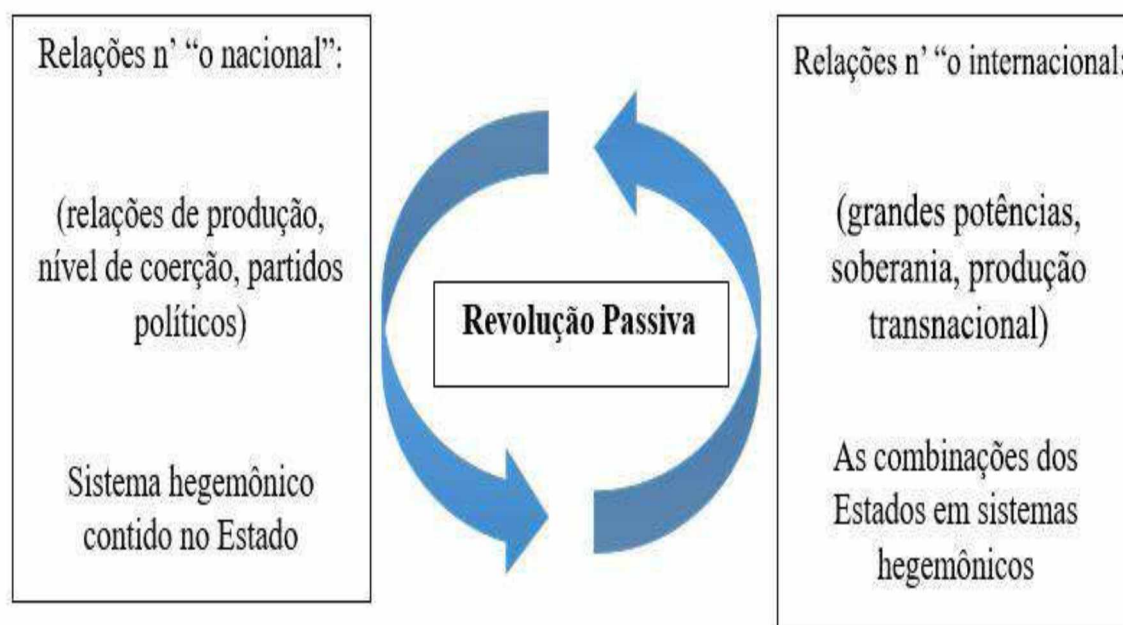 Relações n’ “o nacional”:
(relações de produção,
nível de coerção, partidos
políticos)
Sistema hegemônico
contido no Estado
Revolução Passiva
Relações n’ “o internacional:
(grandes potências,
soberania, produção
transnacional)
As combinações dos
Estados em sistemas
hegemônicos